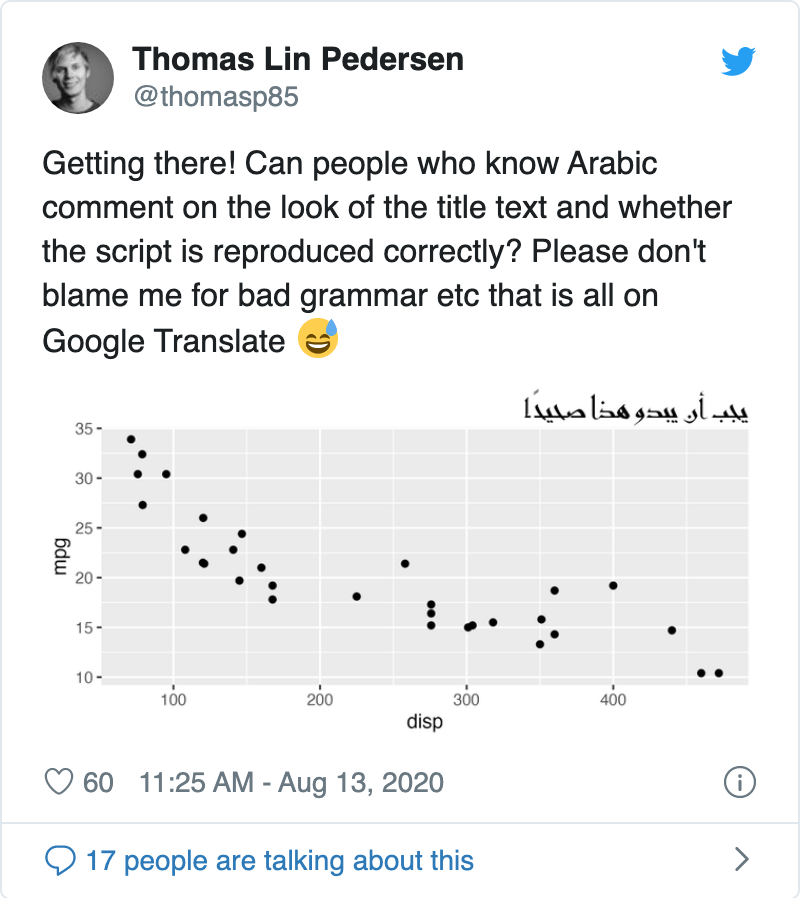 Thomas Lin Pedersen
@thomasp85
Getting there! Can people who know Arabic
comment on the look of the title text and whether
the script is reproduced correctly? Please don't
blame me for bad grammar etc that is all on
Google Translate 😅
يجب أن يبدو هذا صحيحًا
35
30
25
20
15
10
mpg
100 200 300 400
disp
60 11:25 AM - Aug 13, 2020
17 people are talking about this